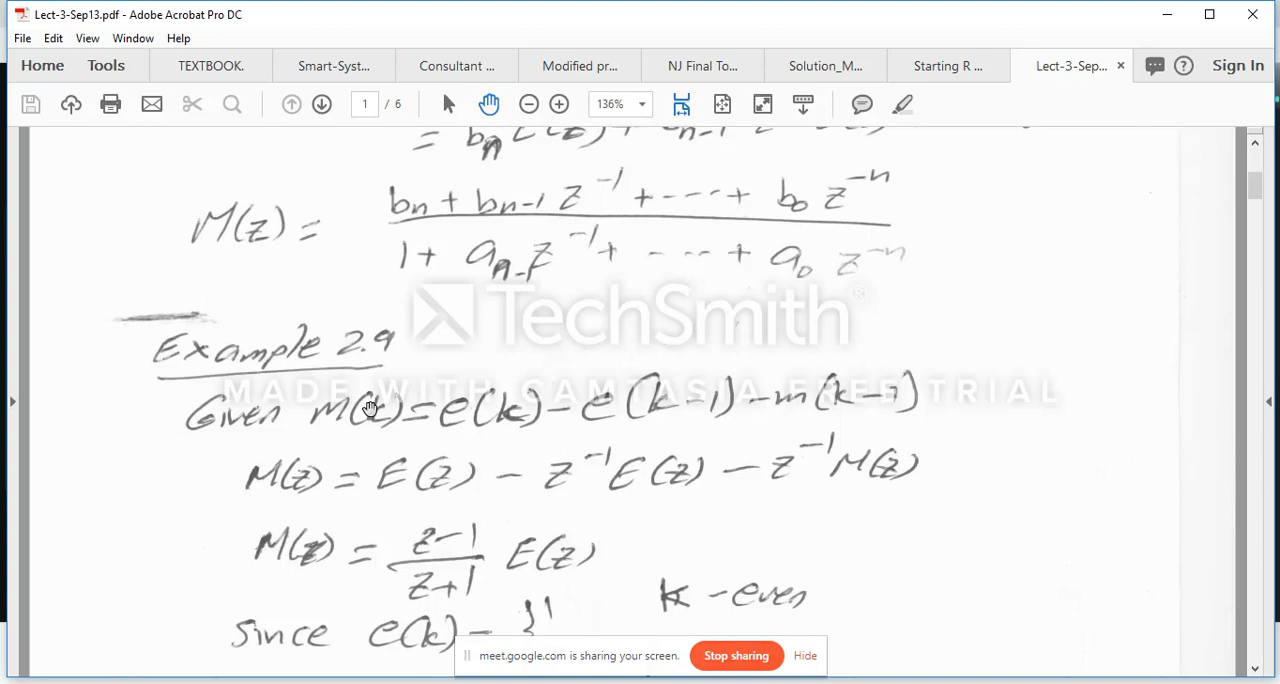 Lect-3-Sep13.pdf - Adobe Acrobat Pro DC
File Edit View Window Help
Home Tools TEXTBOOK. Smart-Syst... Consultant ... Modified pr... NJ Final To... Solution_M... Starting R ... Lect-3-Sep... × Sign In
1 / 6 136%
M(z) = (bn + bn-1 z^-1 + ---- + b0 z^-n) / (1 + an-1 z^-1 + ---- + a0 z^-n)
TechSmith®
Example 2.9
MADE WITH CAMTASIA FREE TRIAL
Given m(k) = e(k) - e(k-1) - m(k-1)
M(z) = E(z) - z^-1 E(z) - z^-1 M(z)
M(z) = (z-1)/(z+1) E(z)
k - even
Since e(k) = {1
meet.google.com is sharing your screen. Stop sharing Hide